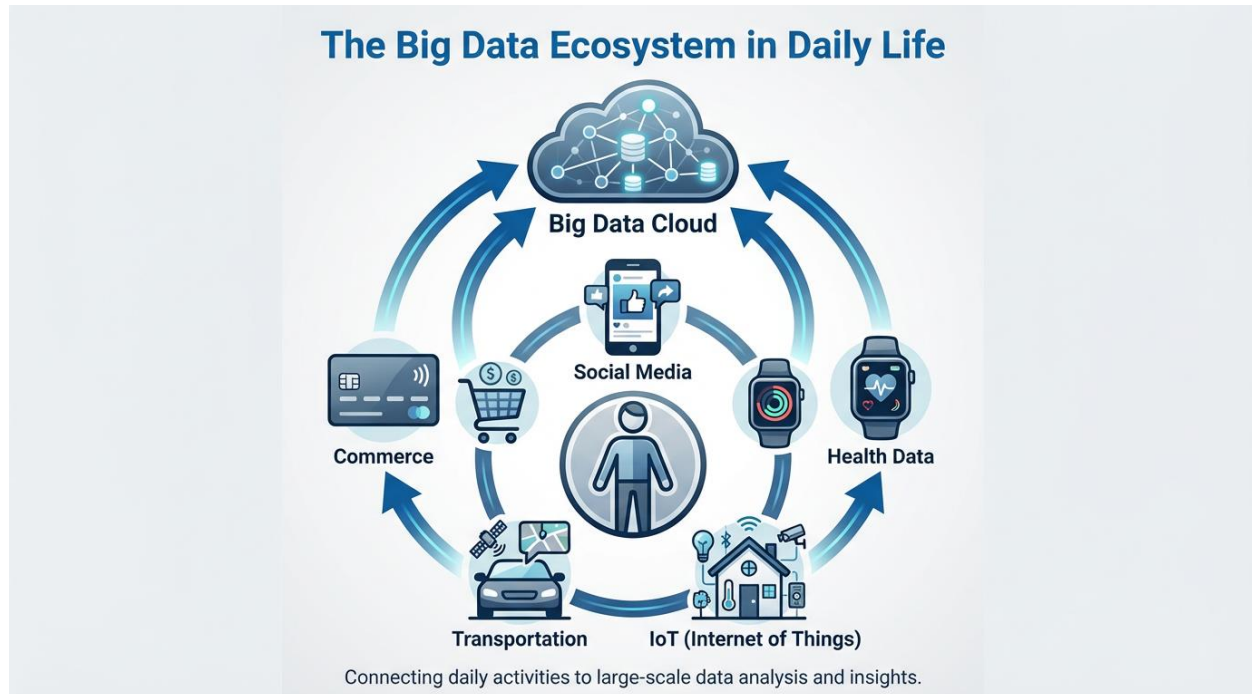 The Big Data Ecosystem in Daily Life
Big Data Cloud
Social Media
$ $
Commerce
Health Data
Transportation
IoT (Internet of Things)
Connecting daily activities to large-scale data analysis and insights.